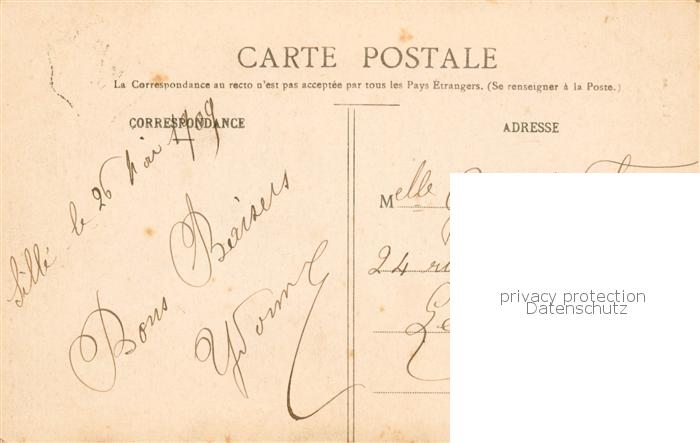 CARTE POSTALE
La Correspondance au recto n'est pas acceptée par tous les Pays Étrangers. (Se renseigner à la Poste.)
CORRESPONDANCE
Sillé le 26 Mai 1909
Bons Baisers
Yvonne
ADRESSE
Melle
24
privacy protection
Datenschutz